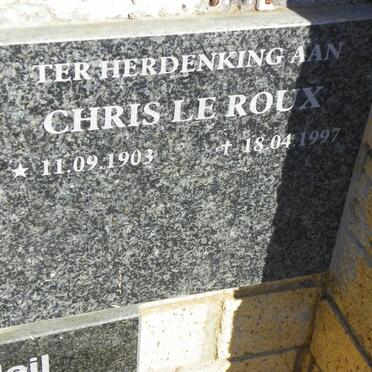 TER HERDENKING AAN
CHRIS LE ROUX
★ 11.09.1903 † 18.04.1997